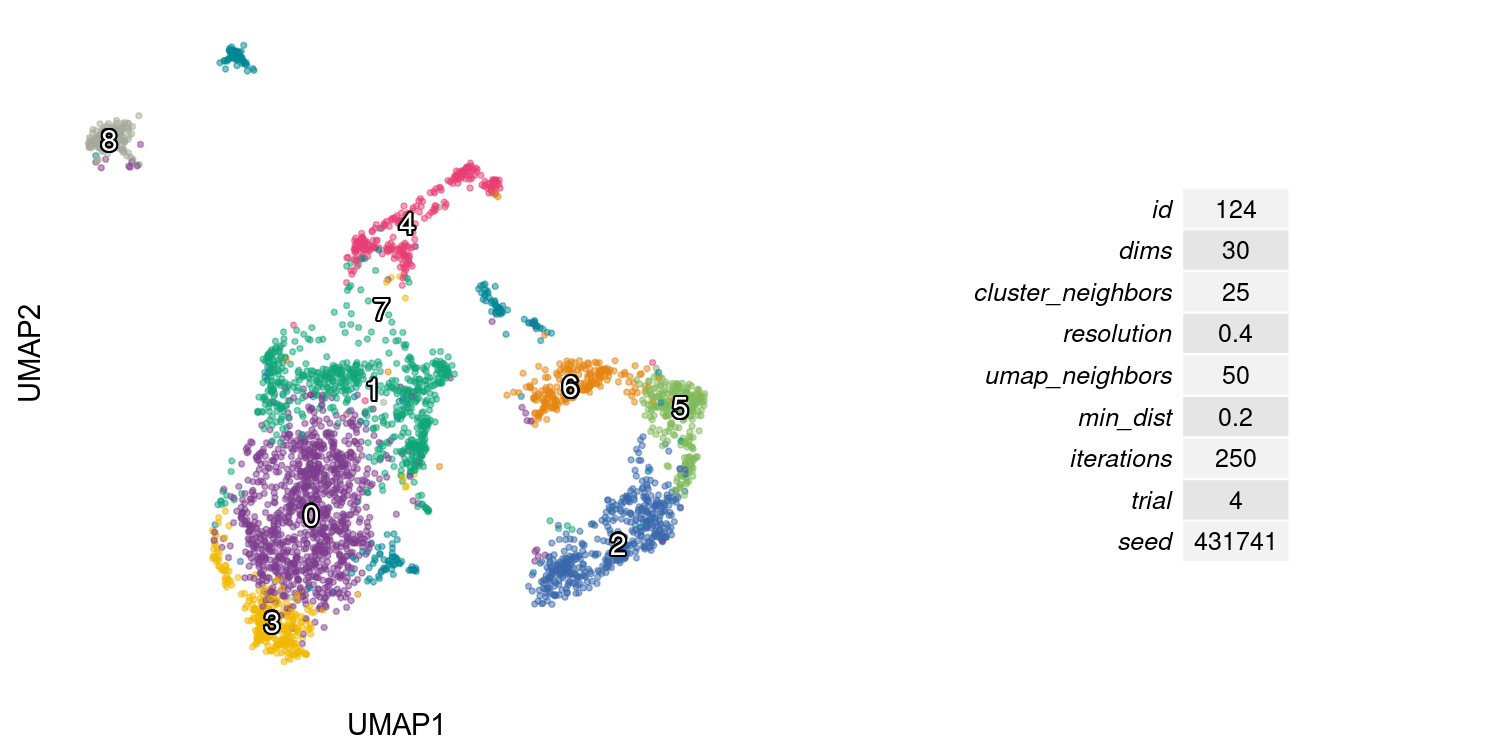 8
4
7
1
6
5
0
2
3
UMAP1
UMAP2
id 124
dims 30
cluster_neighbors 25
resolution 0.4
umap_neighbors 50
min_dist 0.2
iterations 250
trial 4
seed 431741